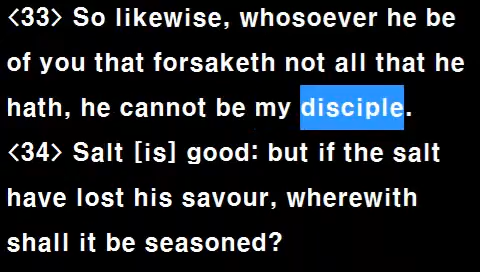 <33> So likewise, whosoever he be
of you that forsaketh not all that he
hath, he cannot be my disciple.
<34> Salt [is] good: but if the salt
have lost his savour, wherewith
shall it be seasoned?